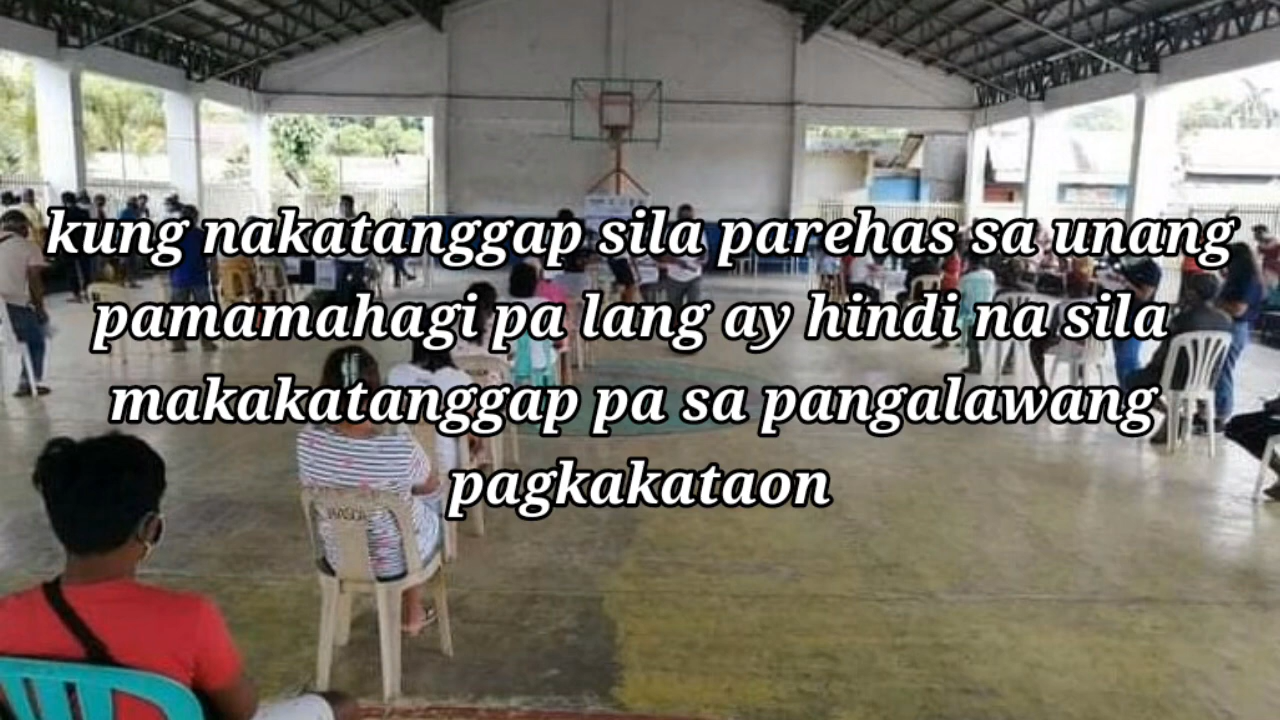 kung nakatanggap sila parehas sa unang
pamamahagi pa lang ay hindi na sila
makakatanggap pa sa pangalawang
pagkakataon